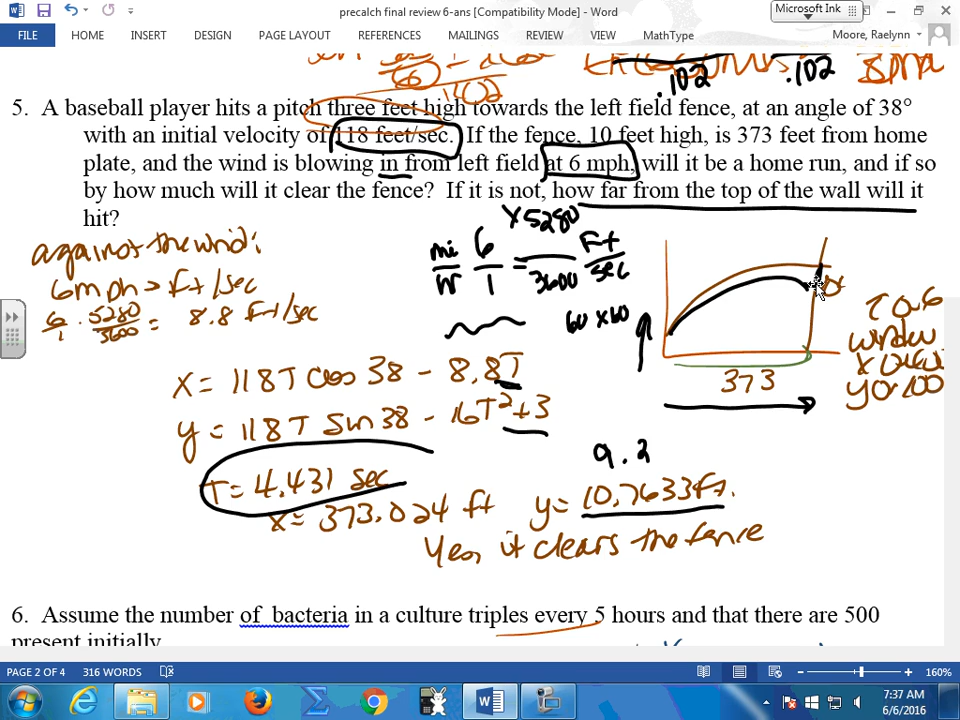 precalch final review 6-ans [Compatibility Mode] - Word
Microsoft Ink
FILE HOME INSERT DESIGN PAGE LAYOUT REFERENCES MAILINGS REVIEW VIEW MathType Moore, Raelynn
.102 .102
5. A baseball player hits a pitch three feet high towards the left field fence, at an angle of 38°
with an initial velocity of 118 feet/sec. If the fence, 10 feet high, is 373 feet from home
plate, and the wind is blowing in from left field at 6 mph, will it be a home run, and if so
by how much will it clear the fence? If it is not, how far from the top of the wall will it
hit?
against the wind:
6mph > ft/sec
6/1 · 5280/3600 = 8.8 ft/sec
x5280
mi 6 = Ft
hr 1 3600 sec
60 x 60
373
T 0,6
window
y 0, 100
x = 118T cos 38 - 8.8T
y = 118T sin 38 - 16T² + 3
T = 4.431 sec
9.2
x = 373.024 ft y = 10.7633 ft.
Yes, it clears the fence
6. Assume the number of bacteria in a culture triples every 5 hours and that there are 500
present initially
PAGE 2 OF 4 316 WORDS 160%
7:37 AM
6/6/2016